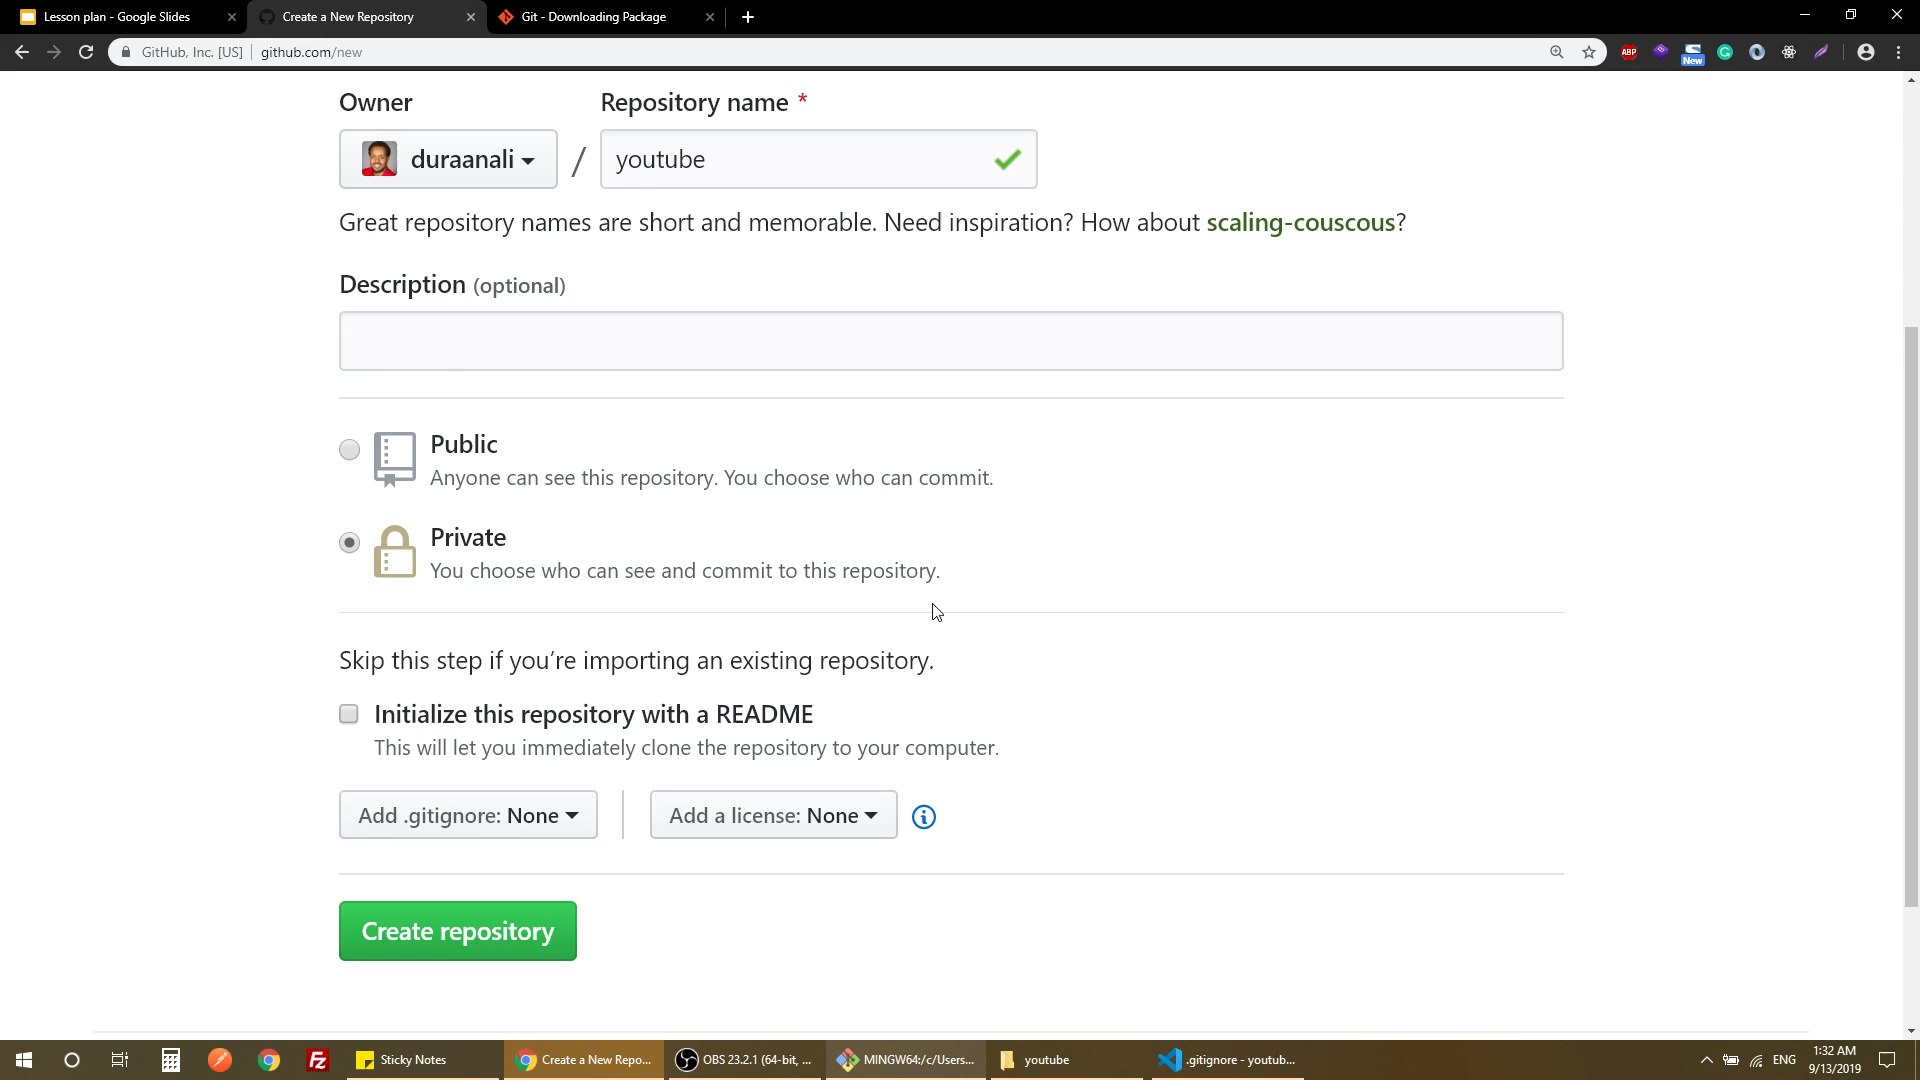 Lesson plan - Google Slides
Create a New Repository
Git - Downloading Package
GitHub, Inc. [US] | github.com/new
ABP
New
Owner
Repository name *
duraanali / youtube
Great repository names are short and memorable. Need inspiration? How about scaling-couscous?
Description (optional)
Public
Anyone can see this repository. You choose who can commit.
Private
You choose who can see and commit to this repository.
Skip this step if you’re importing an existing repository.
Initialize this repository with a README
This will let you immediately clone the repository to your computer.
Add .gitignore: None
Add a license: None
Create repository
Sticky Notes
Create a New Repo...
OBS 23.2.1 (64-bit, ...
MINGW64:/c/Users...
youtube
.gitignore - youtub...
ENG
1:32 AM
9/13/2019